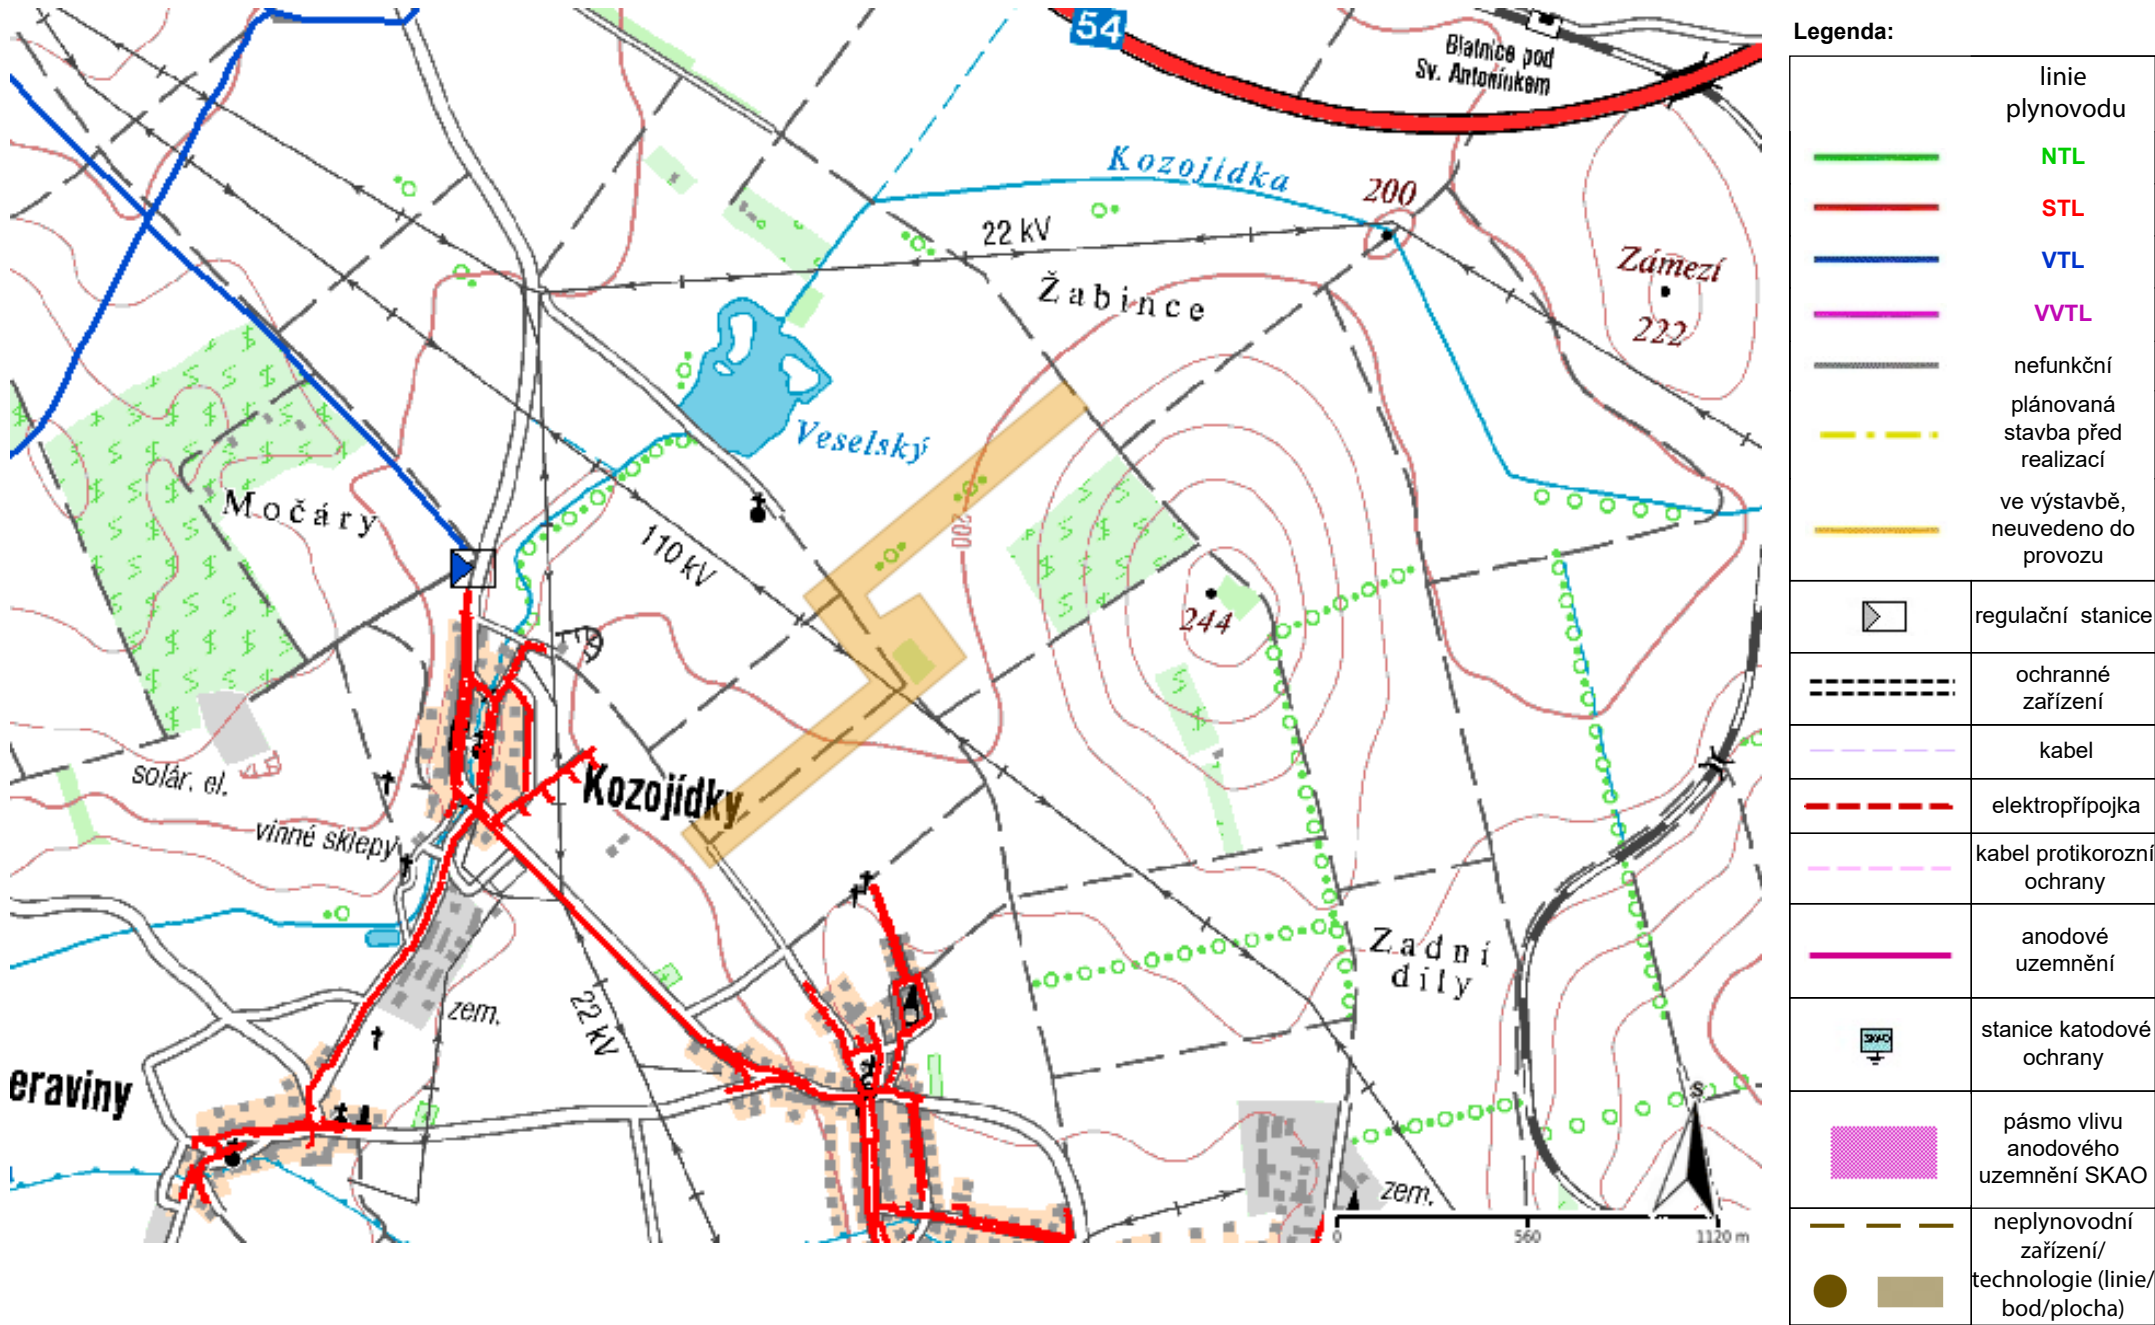 54
Blatnice pod
Sv. Antonínkem
Kozojídka
200
22 kV
Zámezí
222
Žabince
Veselský
Močáry
200
110 kV
244
solár. el.
Kozojídky
vinné sklepy
Zadní
díly
zem.
22 kV
eraviny
zem.
S
0
560
1120 m
Legenda:
linie
plynovodu
NTL
STL
VTL
VVTL
nefunkční
plánovaná
stavba před
realizací
ve výstavbě,
neuvedeno do
provozu
regulační stanice
ochranné
zařízení
kabel
elektropřípojka
kabel protikorozní
ochrany
anodové
uzemnění
SKAO
stanice katodové
ochrany
pásmo vlivu
anodového
uzemnění SKAO
neplynovodní
zařízení/
technologie (linie/
bod/plocha)